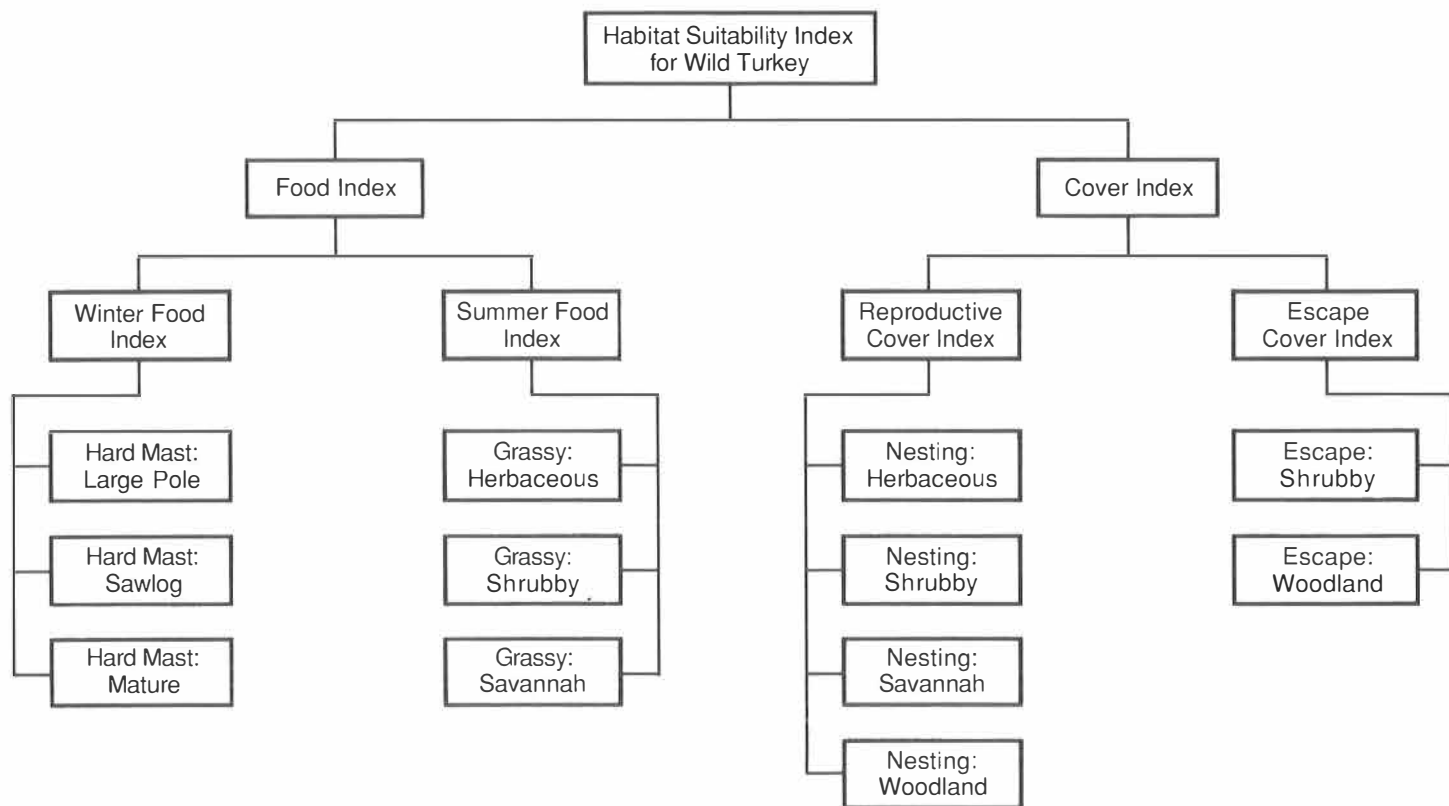 Habitat Suitability Index
for Wild Turkey
Food Index
Cover Index
Winter Food
Index
Summer Food
Index
Reproductive
Cover Index
Escape
Cover Index
Hard Mast:
Large Pole
Grassy:
Herbaceous
Nesting:
Herbaceous
Escape:
Shrubby
Hard Mast:
Sawlog
Grassy:
Shrubby
Nesting:
Shrubby
Escape:
Woodland
Hard Mast:
Mature
Grassy:
Savannah
Nesting:
Savannah
Nesting:
Woodland